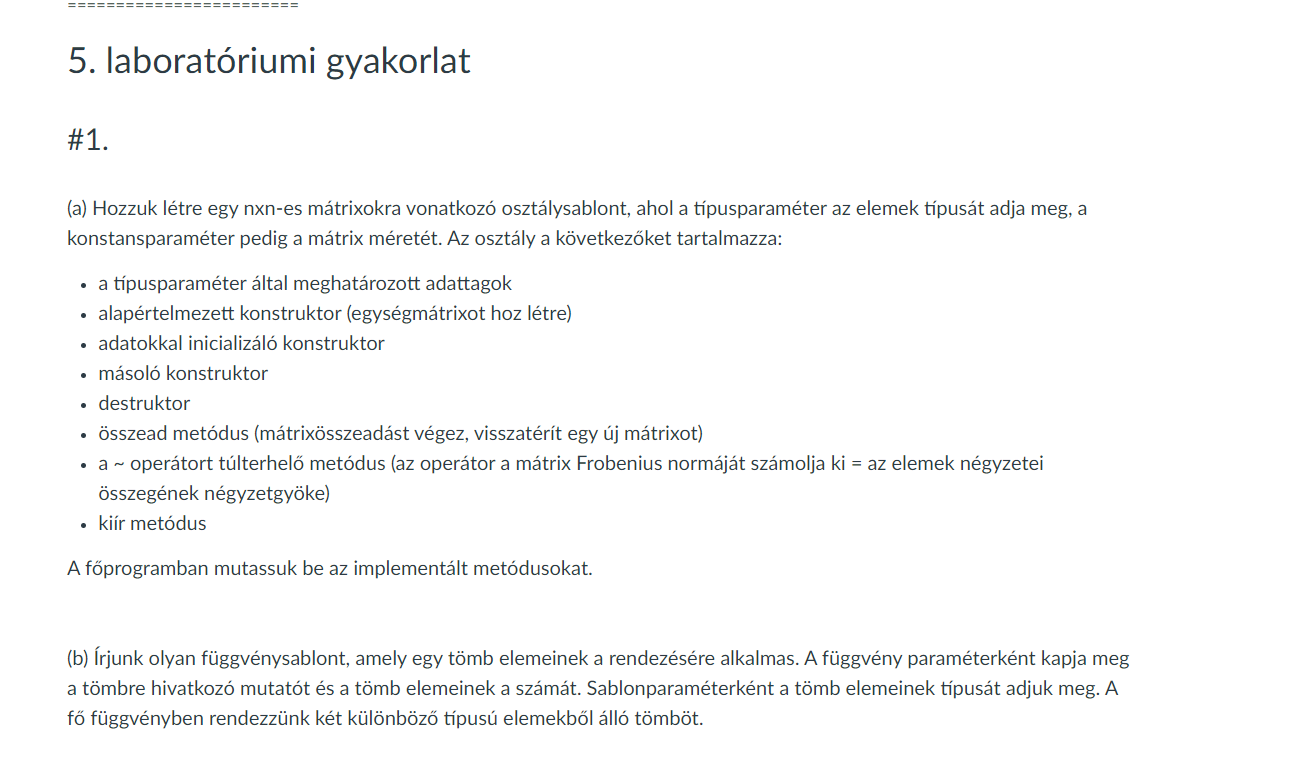 ========================
5. laboratóriumi gyakorlat
#1.
(a) Hozzuk létre egy nxn-es mátrixokra vonatkozó osztálysablont, ahol a típusparaméter az elemek típusát adja meg, a
konstansparaméter pedig a mátrix méretét. Az osztály a következőket tartalmazza:
• a típusparaméter által meghatározott adattagok
• alapértelmezett konstruktor (egységmátrixot hoz létre)
• adatokkal inicializáló konstruktor
• másoló konstruktor
• destruktor
• összead metódus (mátrixösszeadást végez, visszatérít egy új mátrixot)
• a ~ operátort túlterhelő metódus (az operátor a mátrix Frobenius normáját számolja ki = az elemek négyzetei
összegének négyzetgyöke)
• kiír metódus
A főprogramban mutassuk be az implementált metódusokat.
(b) Írjunk olyan függvénysablont, amely egy tömb elemeinek a rendezésére alkalmas. A függvény paraméterként kapja meg
a tömbre hivatkozó mutatót és a tömb elemeinek a számát. Sablonparaméterként a tömb elemeinek típusát adjuk meg. A
fő függvényben rendezzünk két különböző típusú elemekből álló tömböt.